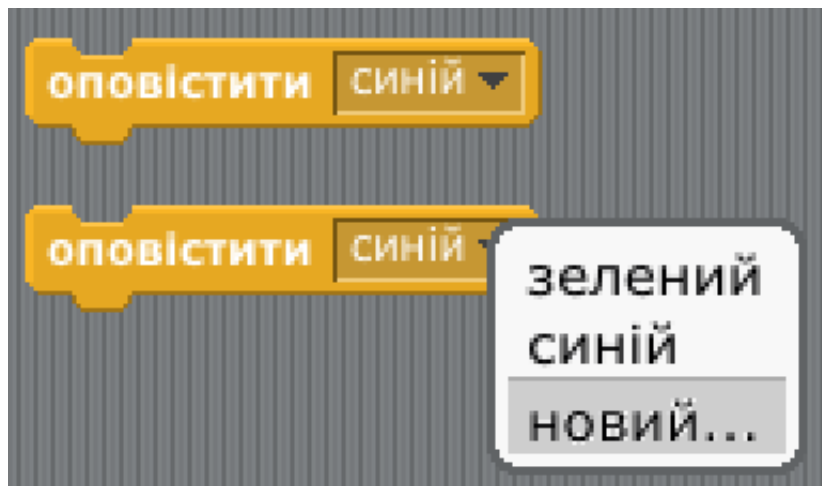 оповістити синій
оповістити синій
зелений
синій
новий...